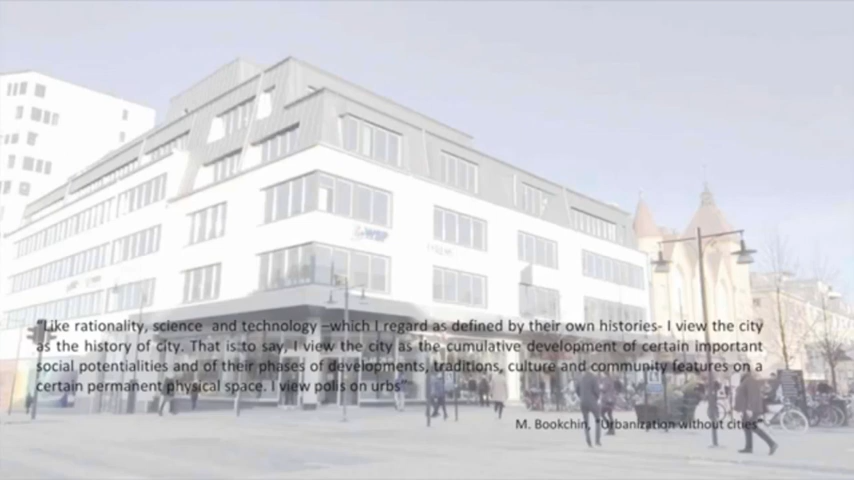 "Like rationality, science and technology –which I regard as defined by their own histories- I view the city
as the history of city. That is to say, I view the city as the cumulative development of certain important
social potentialities and of their phases of developments, traditions, culture and community features on a
certain permanent physical space. I view polis on urbs"
M. Bookchin, "Urbanization without cities"
WSP